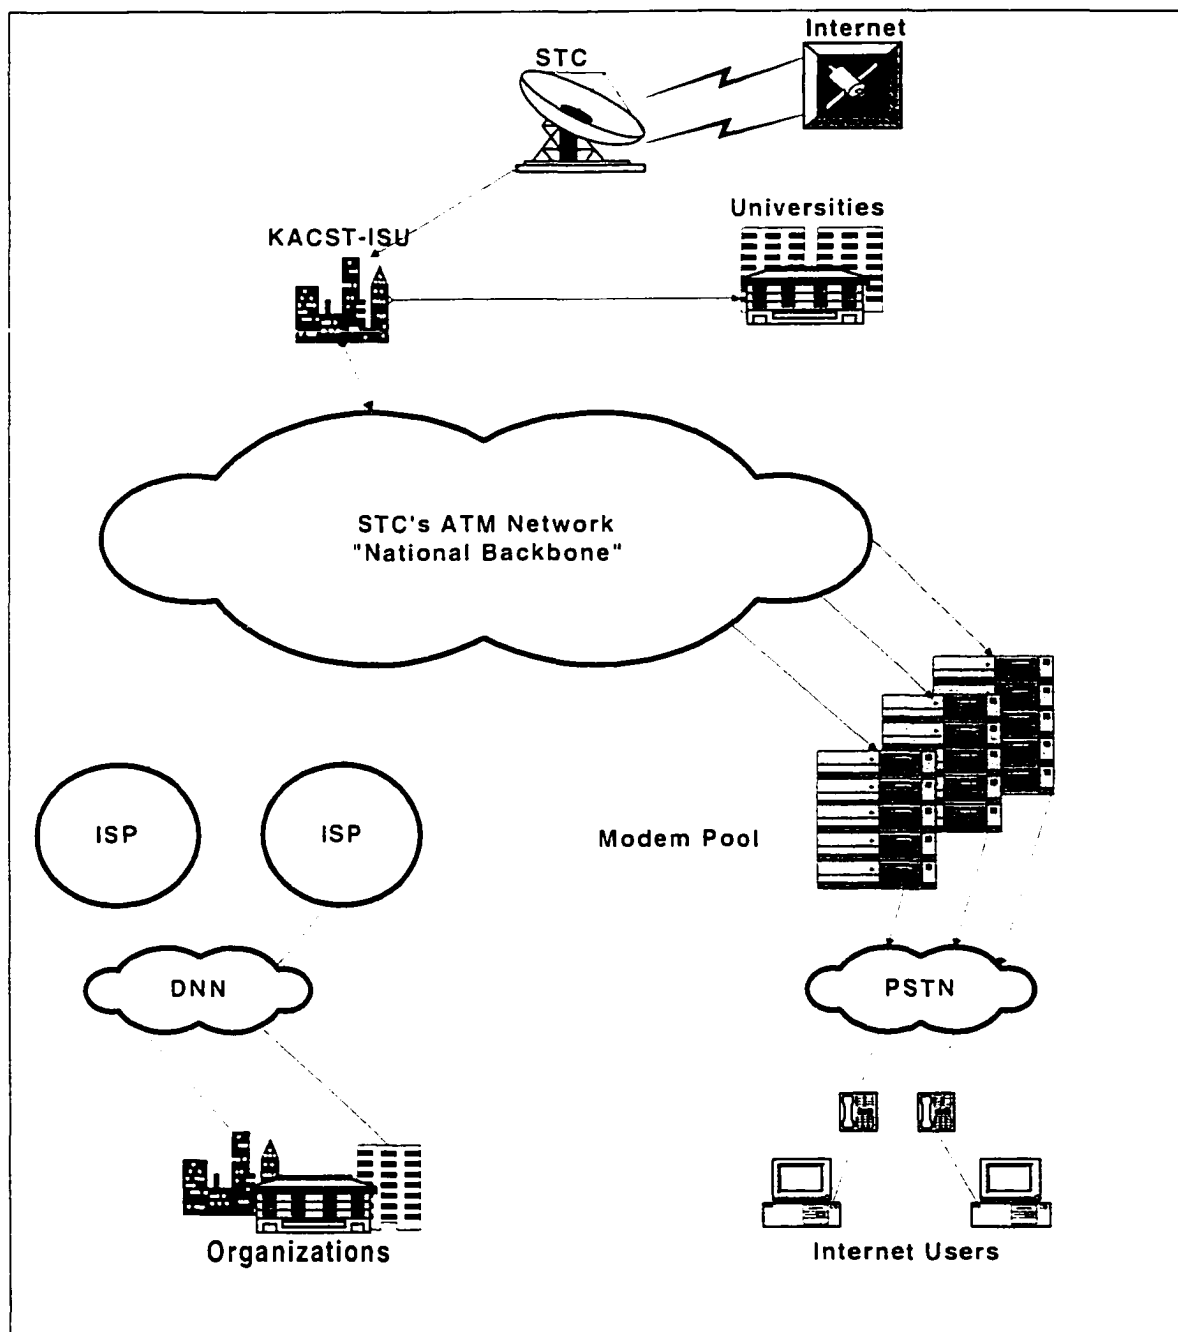 Internet
STC
Universities
KACST-ISU
STC's ATM Network
"National Backbone"
ISP
ISP
Modem Pool
DNN
PSTN
Organizations
Internet Users